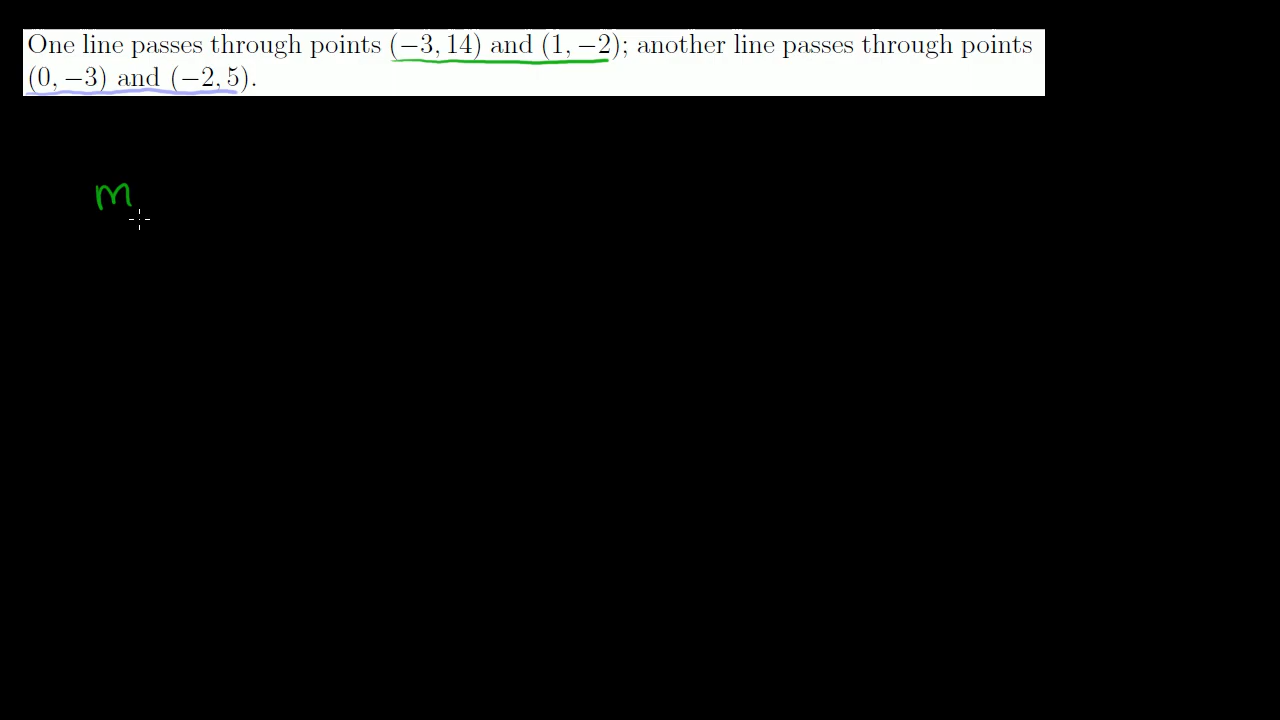 One line passes through points (−3, 14) and (1, −2); another line passes through points
(0, −3) and (−2, 5).
m